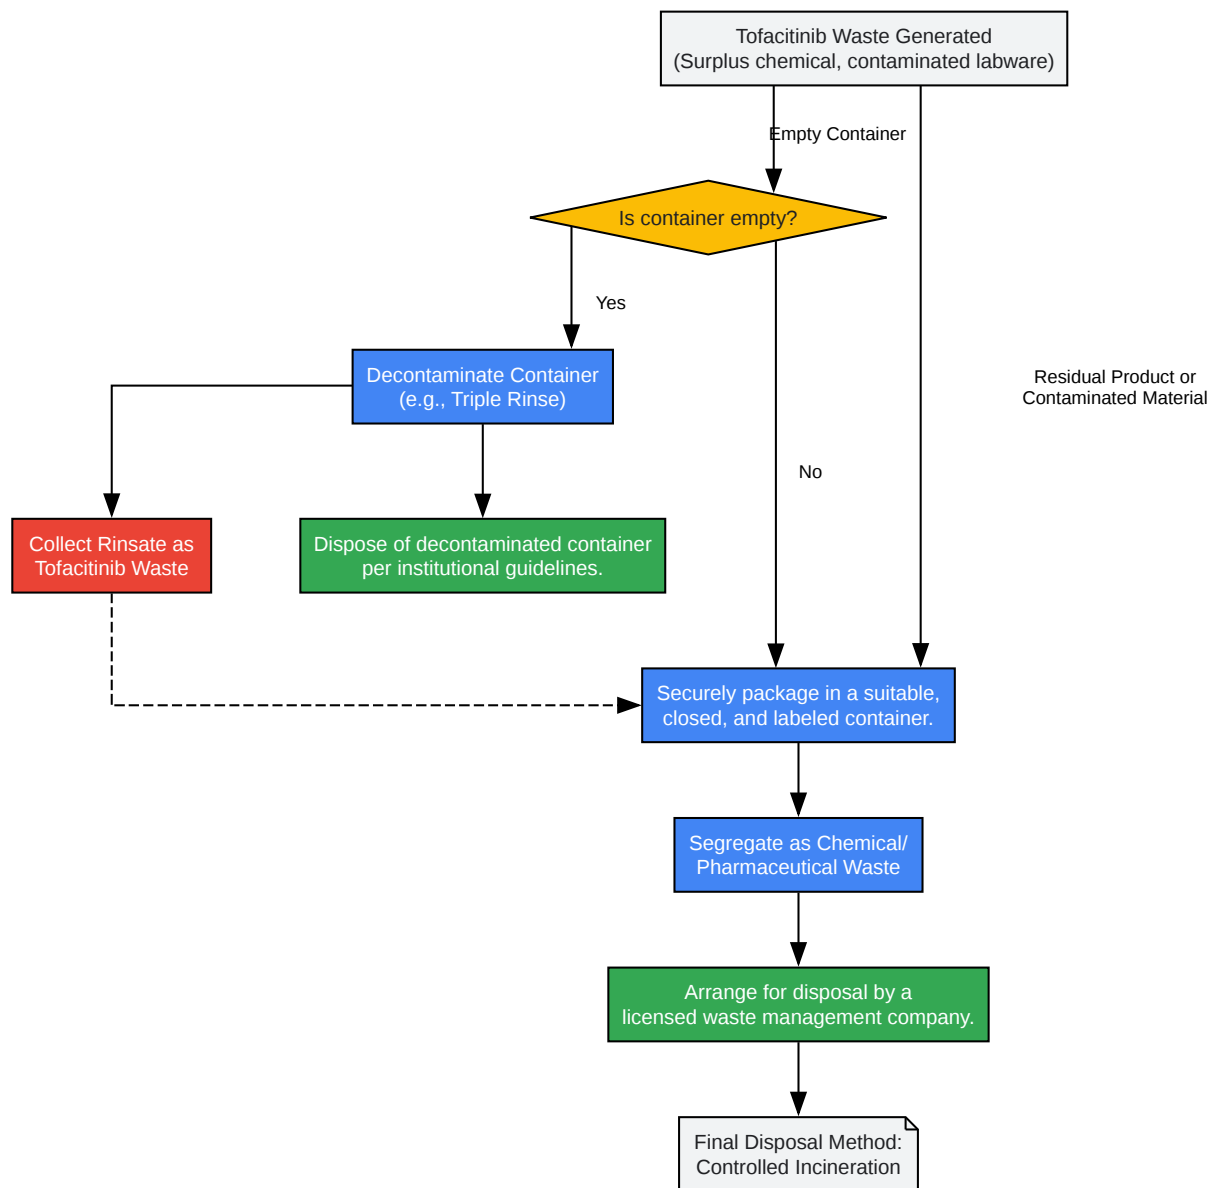 Tofacitinib Waste Generated
(Surplus chemical, contaminated labware)
Empty Container
Is container empty?
Yes
Decontaminate Container
(e.g., Triple Rinse)
Residual Product or
Contaminated Material
No
Collect Rinsate as
Tofacitinib Waste
Dispose of decontaminated container
per institutional guidelines.
Securely package in a suitable,
closed, and labeled container.
Segregate as Chemical/
Pharmaceutical Waste
Arrange for disposal by a
licensed waste management company.
Final Disposal Method:
Controlled Incineration